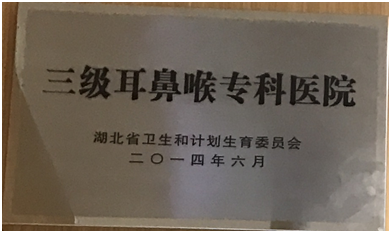 三级耳鼻喉专科医院
湖北省卫生和计划生育委员会
二〇一四年六月